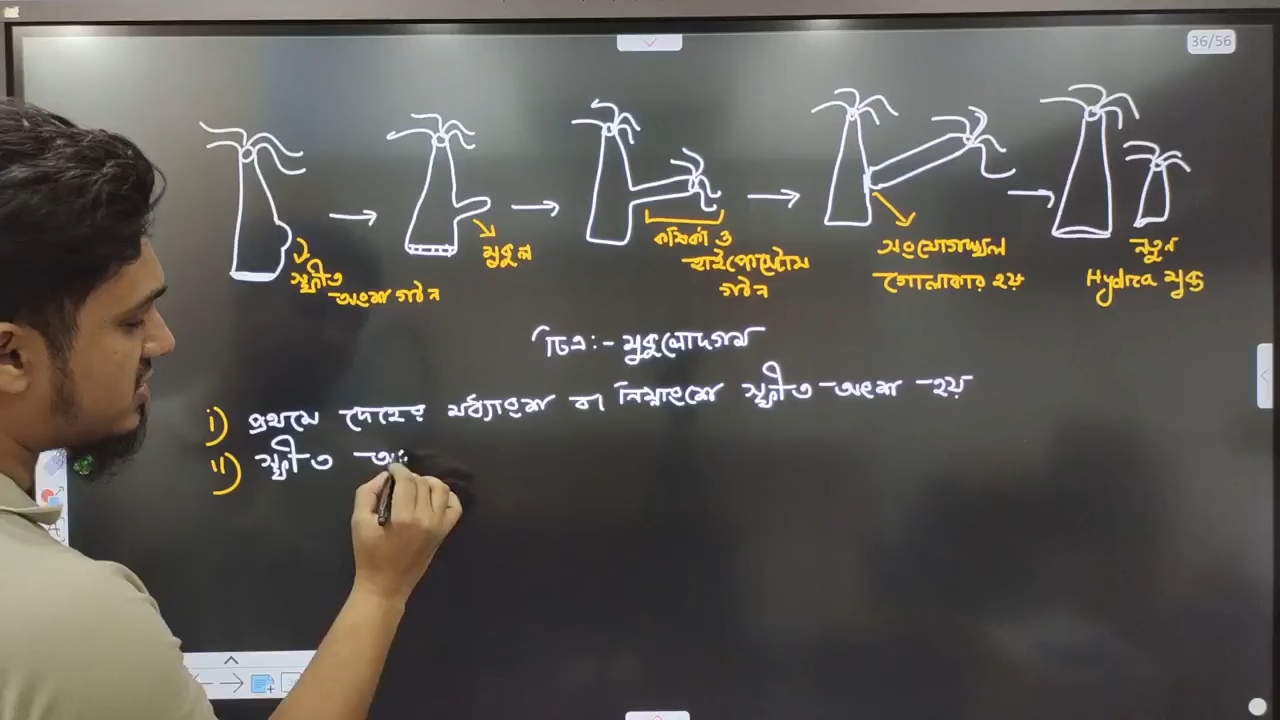 36/56
স্ফীত
অংশ গঠন
মুকুল
কর্ষিকা ও
হাইপোস্টোম
গঠন
সংযোগস্থল
গোলাকার হয়
নতুন
Hydra মুক্ত
চিত্র:- মুকুলোদগম
i) প্রথমে দেহের মধ্যাংশ বা নিম্নাংশে স্ফীত অংশ হয়
ii) স্ফীত অং